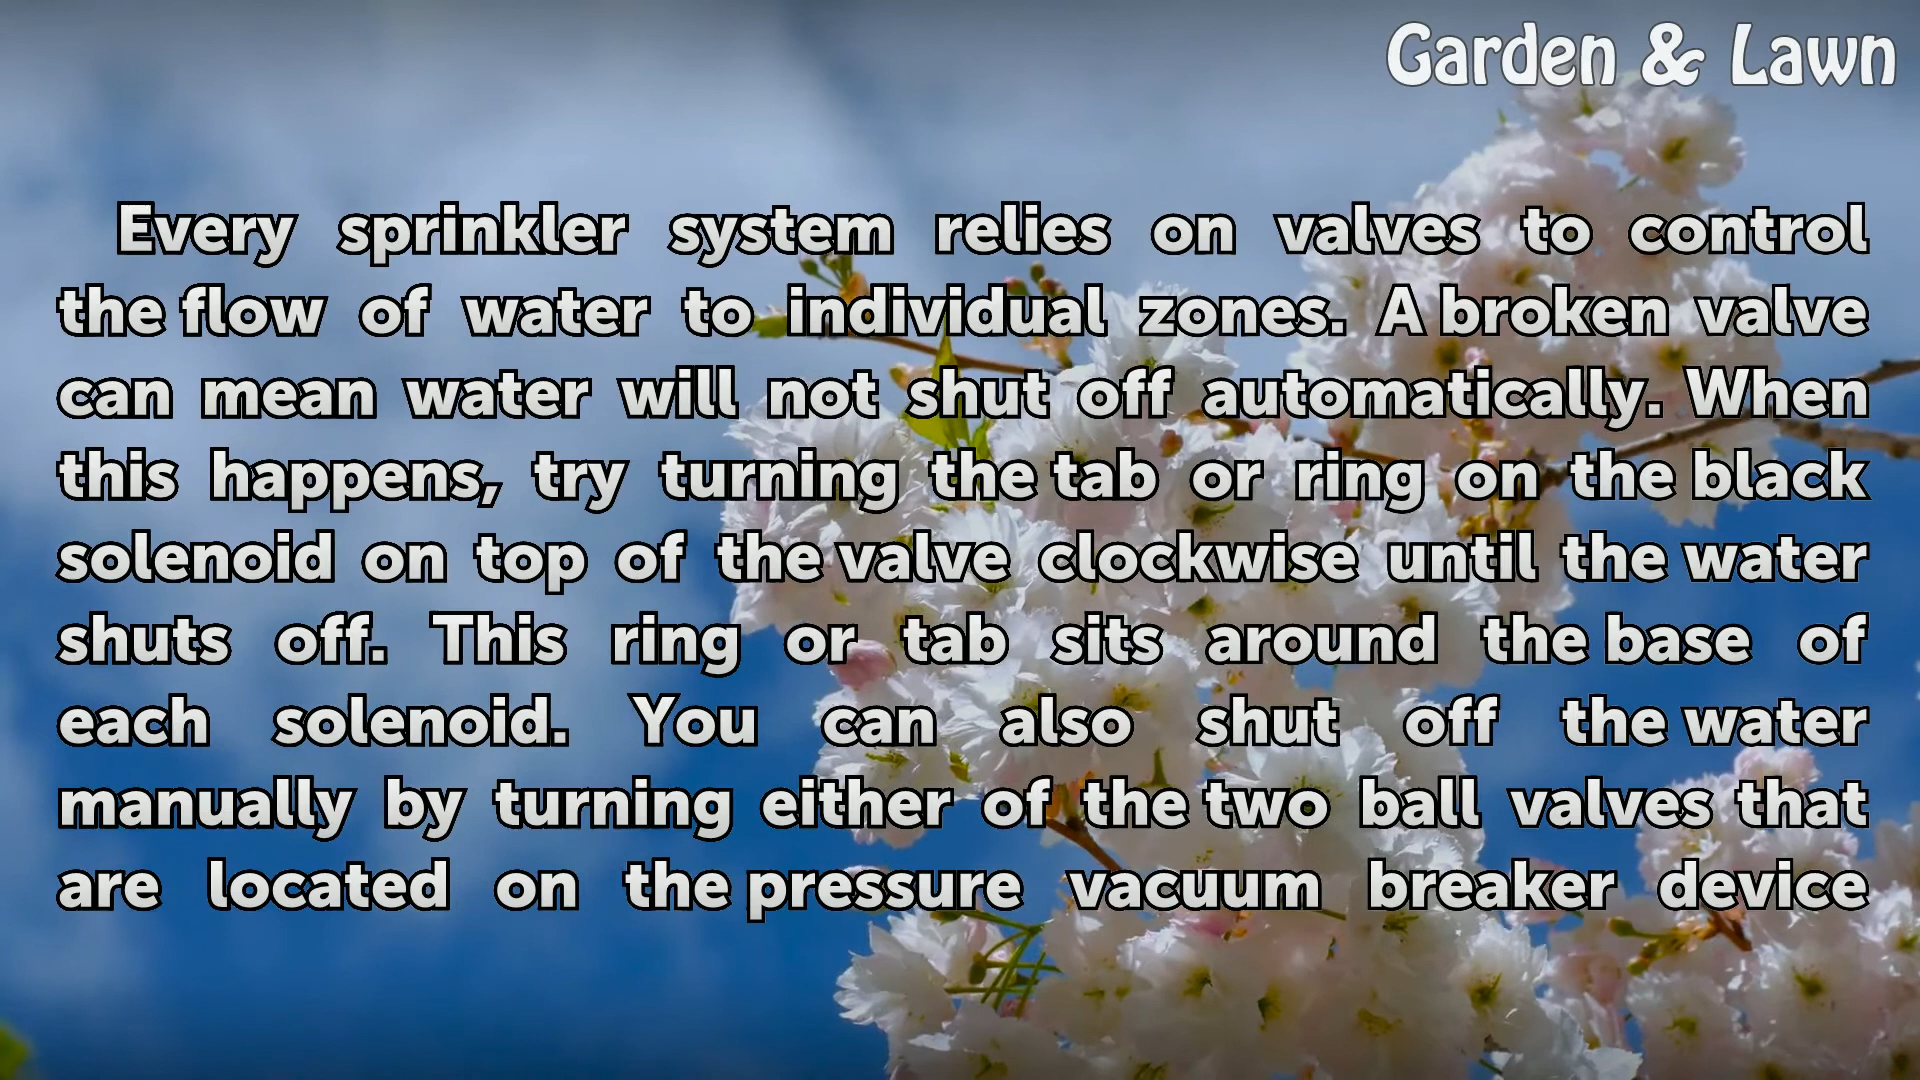 Garden & Lawn
Every sprinkler system relies on valves to control
the flow of water to individual zones. A broken valve
can mean water will not shut off automatically. When
this happens, try turning the tab or ring on the black
solenoid on top of the valve clockwise until the water
shuts off. This ring or tab sits around the base of
each solenoid. You can also shut off the water
manually by turning either of the two ball valves that
are located on the pressure vacuum breaker device